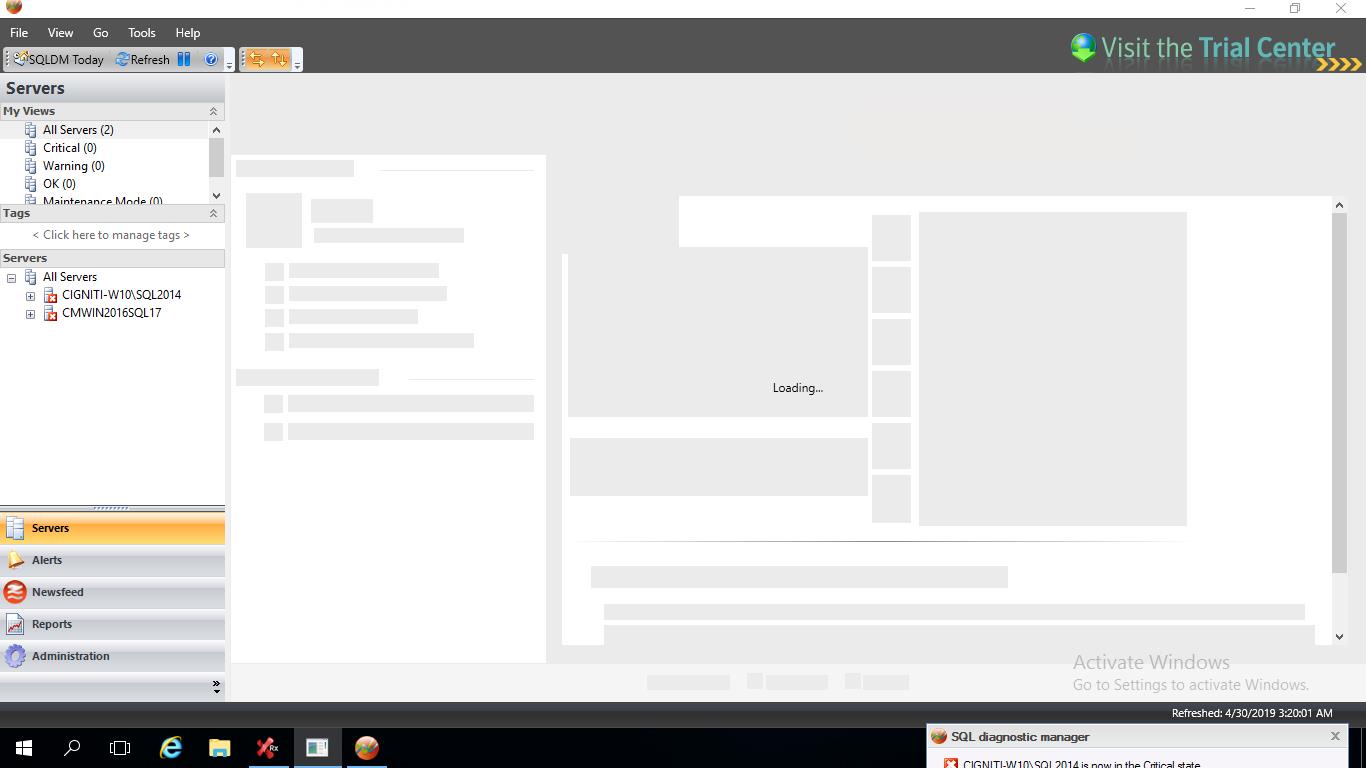 File View Go Tools Help
SQLDM Today Refresh
Visit the Trial Center
Servers
My Views
All Servers (2)
Critical (0)
Warning (0)
OK (0)
Maintenance Mode (0)
Tags
< Click here to manage tags >
Servers
All Servers
CIGNITI-W10\SQL2014
CMWIN2016SQL17
Loading...
Servers
Alerts
Newsfeed
Reports
Administration
Activate Windows
Go to Settings to activate Windows.
Refreshed: 4/30/2019 3:20:01 AM
Rx
SQL diagnostic manager
CIGNITI-W10\SQL2014 is now in the Critical state